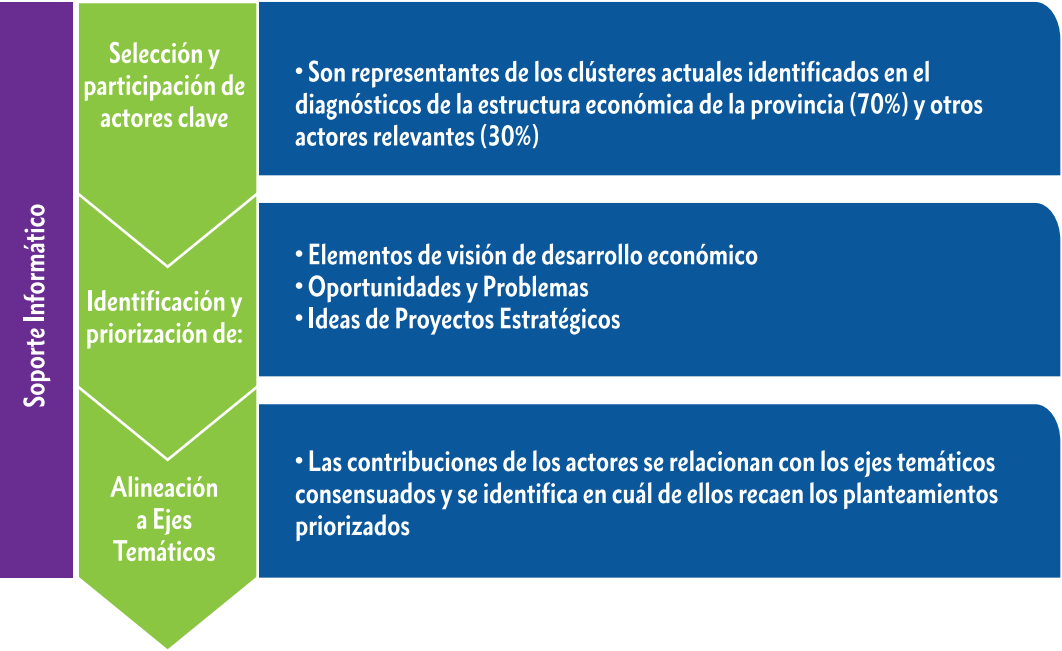 Soporte Informático
Selección y
participación de
actores clave
• Son representantes de los clústeres actuales identificados en el
diagnósticos de la estructura económica de la provincia (70%) y otros
actores relevantes (30%)
Identificación y
priorización de:
• Elementos de visión de desarrollo económico
• Oportunidades y Problemas
• Ideas de Proyectos Estratégicos
Alineación
a Ejes
Temáticos
• Las contribuciones de los actores se relacionan con los ejes temáticos
consensuados y se identifica en cuál de ellos recaen los planteamientos
priorizados